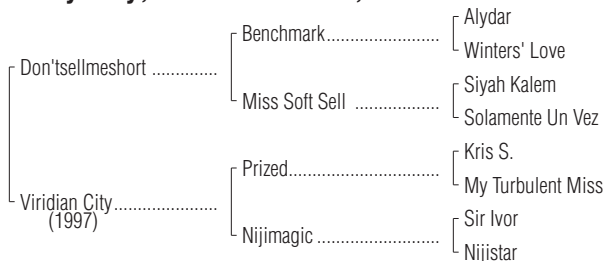 Alydar
Benchmark....................
Winters' Love
Don'tsellmeshort .............
Siyah Kalem
Miss Soft Sell ..................
Solamente Un Vez
Kris S.
Prized............................
My Turbulent Miss
Viridian City....................
(1997)
Sir Ivor
Nijimagic ........................
Nijistar